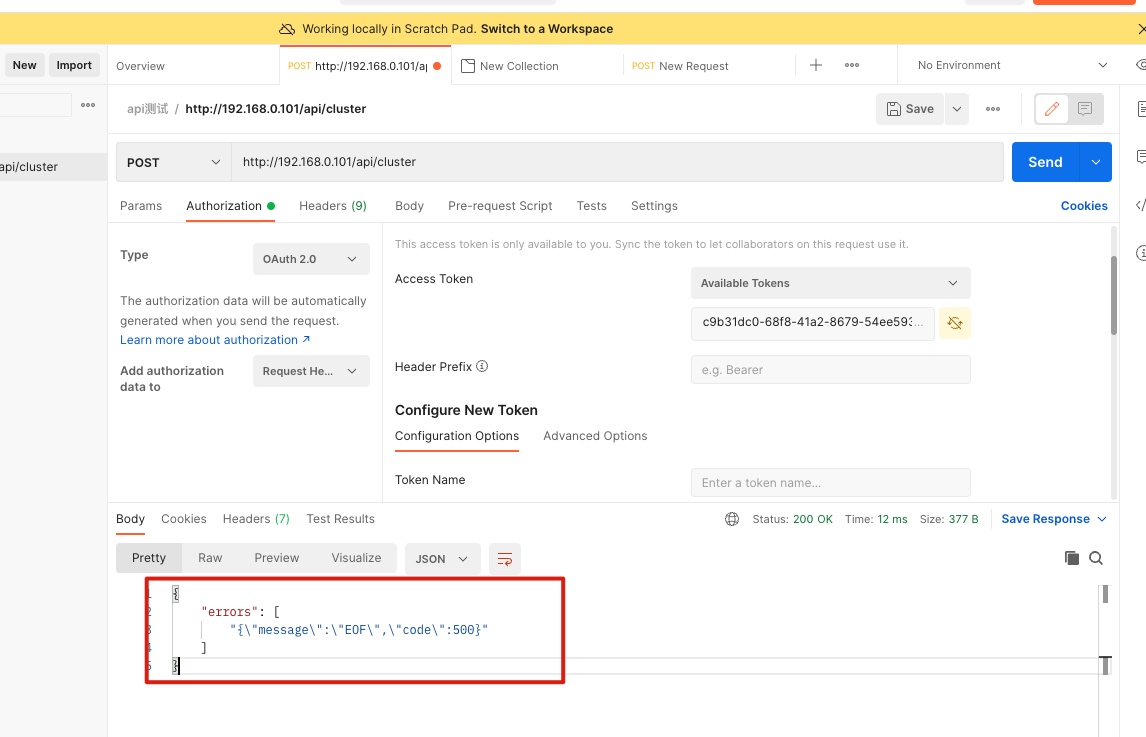 Working locally in Scratch Pad. Switch to a Workspace
New Import Overview POST http://192.168.0.101/a New Collection POST New Request No Environment
api测试 / http://192.168.0.101/api/cluster Save
api/cluster
POST http://192.168.0.101/api/cluster Send
Params Authorization Headers (9) Body Pre-request Script Tests Settings Cookies
This access token is only available to you. Sync the token to let collaborators on this request use it.
Type OAuth 2.0
Access Token Available Tokens
The authorization data will be automatically
generated when you send the request.
Learn more about authorization ↗
c9b31dc0-68f8-41a2-8679-54ee593...
Add authorization
data to
Request He...
Header Prefix e.g. Bearer
Configure New Token
Configuration Options Advanced Options
Token Name Enter a token name...
Body Cookies Headers (7) Test Results Status: 200 OK Time: 12 ms Size: 377 B Save Response
Pretty Raw Preview Visualize JSON
1 {
2 "errors": [
3 "{\"message\":\"EOF\",\"code\":500}"
4 ]
5 }